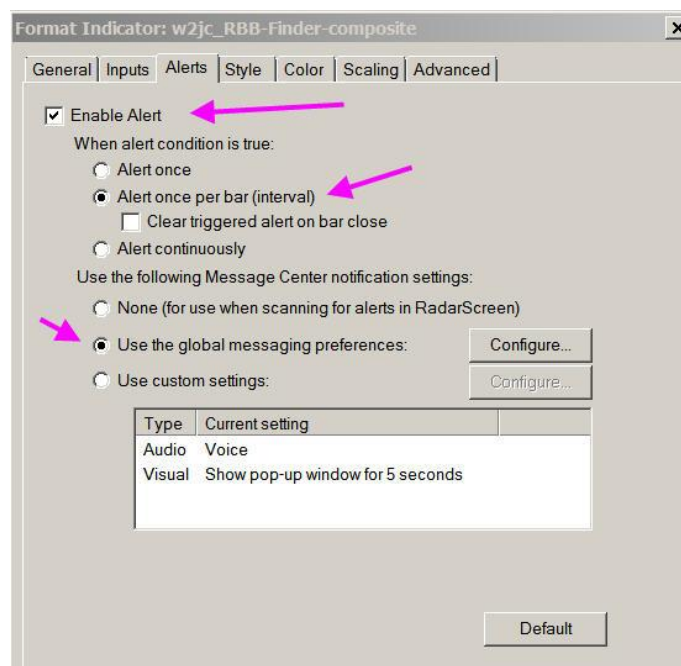 Format Indicator: w2jc_RBB-Finder-composite
General Inputs Alerts Style Color Scaling Advanced
Enable Alert
When alert condition is true:
Alert once
Alert once per bar (interval)
Clear triggered alert on bar close
Alert continuously
Use the following Message Center notification settings:
None (for use when scanning for alerts in RadarScreen)
Use the global messaging preferences: Configure...
Use custom settings: Configure...
Type Current setting
Audio Voice
Visual Show pop-up window for 5 seconds
Default